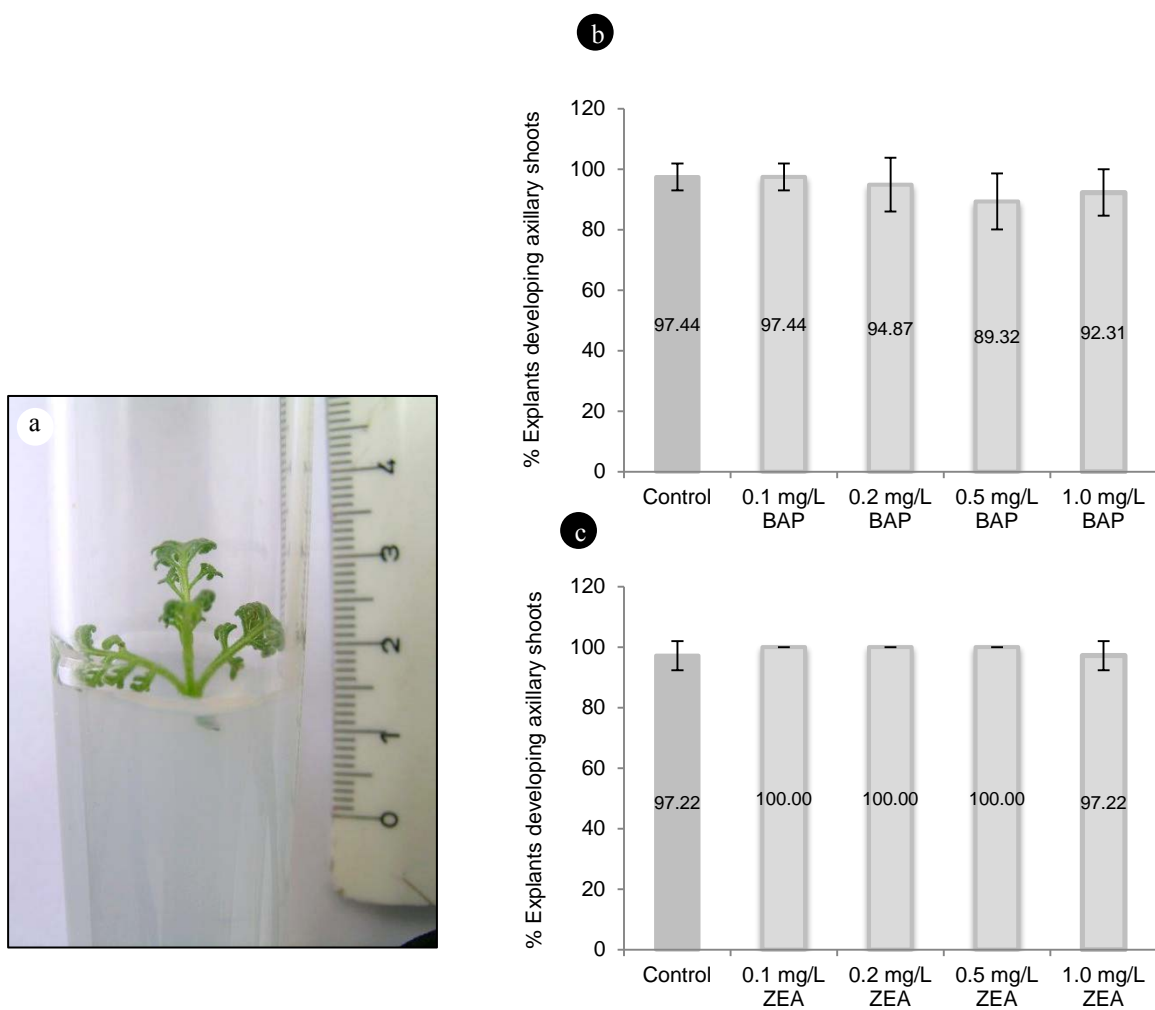 b
120
100
80
60
40
20
0
% Explants developing axillary shoots
97.44
97.44
94.87
89.32
92.31
Control
0.1 mg/L
BAP
0.2 mg/L
BAP
0.5 mg/L
BAP
1.0 mg/L
BAP
a
4
3
2
1
0
c
120
100
80
60
40
20
0
% Explants developing axillary shoots
97.22
100.00
100.00
100.00
97.22
Control
0.1 mg/L
ZEA
0.2 mg/L
ZEA
0.5 mg/L
ZEA
1.0 mg/L
ZEA